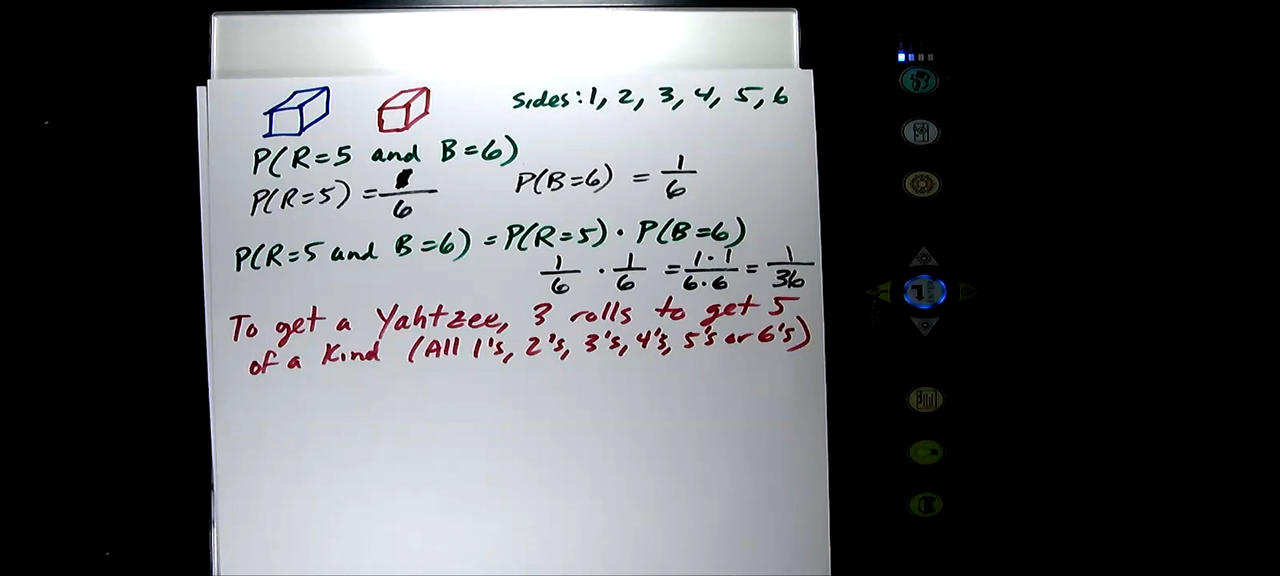 Sides: 1, 2, 3, 4, 5, 6
P(R=5 and B=6)
P(R=5) = 1/6 P(B=6) = 1/6
P(R=5 and B=6) = P(R=5) · P(B=6)
1/6 · 1/6 = 1·1/6·6 = 1/36
To get a Yahtzee, 3 rolls to get 5
of a Kind (All 1's, 2's, 3's, 4's, 5's or 6's)